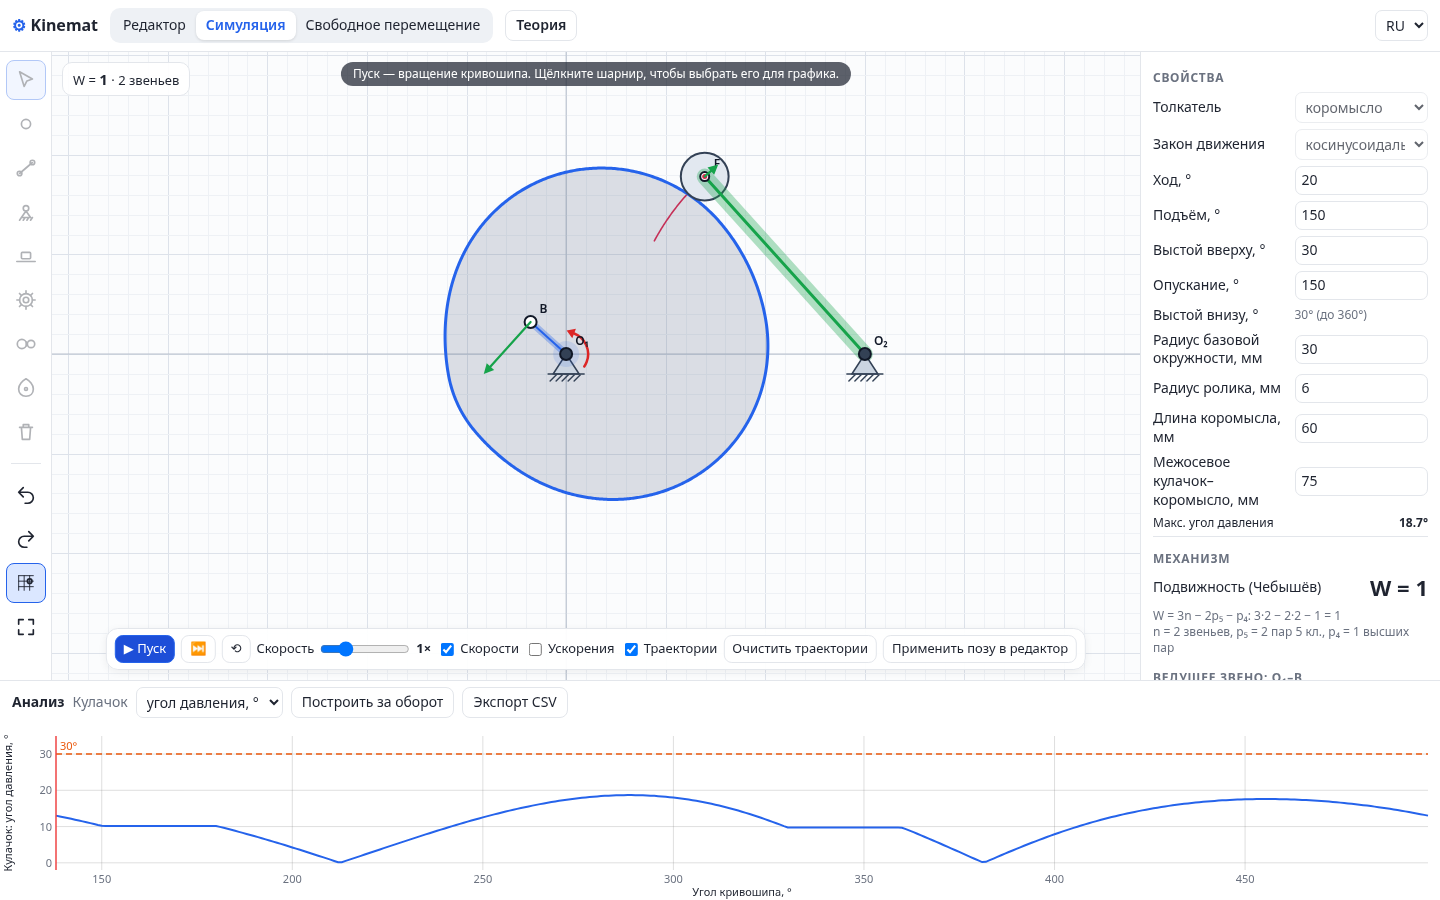 ⚙ Kinemat
Редактор
Симуляция
Свободное перемещение
Теория
RU
W = 1 · 2 звеньев
Пуск — вращение кривошипа. Щёлкните шарнир, чтобы выбрать его для графика.
F
B
O₁
O₂
▶ Пуск
⏩
⟲
Скорость
1×
Скорости
Ускорения
Траектории
Очистить траектории
Применить позу в редактор
СВОЙСТВА
Толкатель
коромысло
Закон движения
косинусоидаль
Ход, °
20
Подъём, °
150
Выстой вверху, °
30
Опускание, °
150
Выстой внизу, °
30° (до 360°)
Радиус базовой
окружности, мм
30
Радиус ролика, мм
6
Длина коромысла,
мм
60
Межосевое
кулачок–
коромысло, мм
75
Макс. угол давления
18.7°
МЕХАНИЗМ
Подвижность (Чебышёв)
W = 1
W = 3n − 2p₅ − p₄: 3·2 − 2·2 − 1 = 1
n = 2 звеньев, p₅ = 2 пар 5 кл., p₄ = 1 высших
пар
ВЕДУЩЕЕ ЗВЕНО: O₁–B
Анализ
Кулачок
угол давления, °
Построить за оборот
Экспорт CSV
Кулачок: угол давления, °
30°
30
20
10
0
150
200
250
300
350
400
450
Угол кривошипа, °